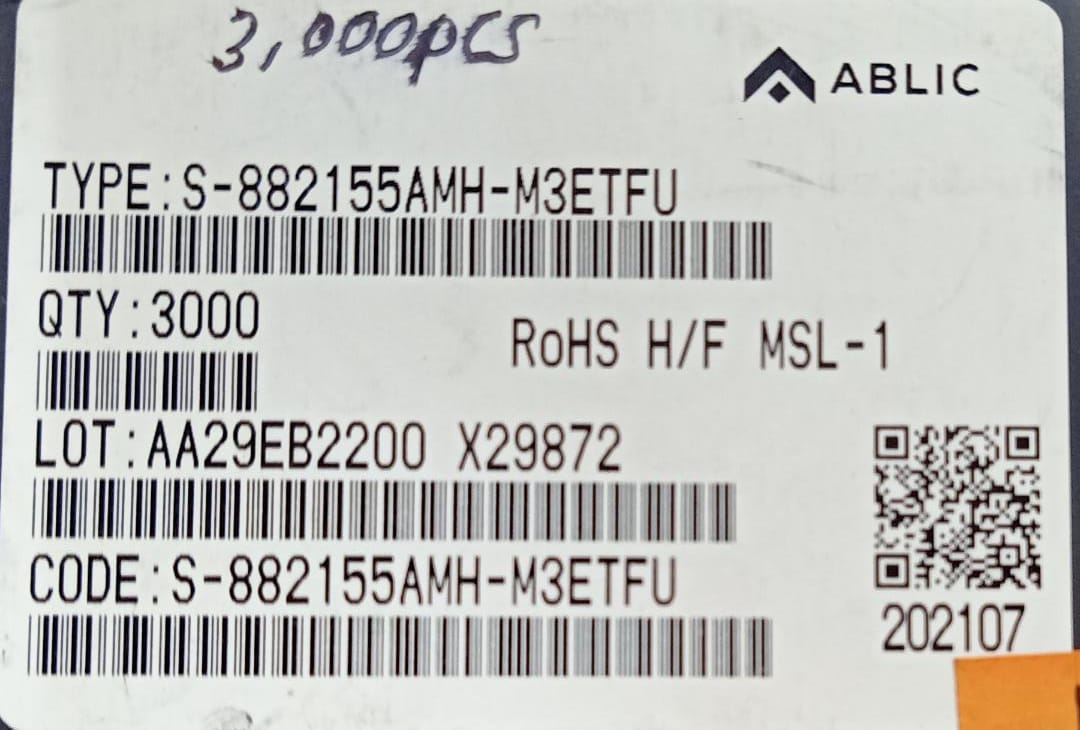 3,000pcs
ABLIC
TYPE:S-882155AMH-M3ETFU
QTY:3000
RoHS H/F MSL-1
LOT:AA29EB2200 X29872
CODE:S-882155AMH-M3ETFU
202107